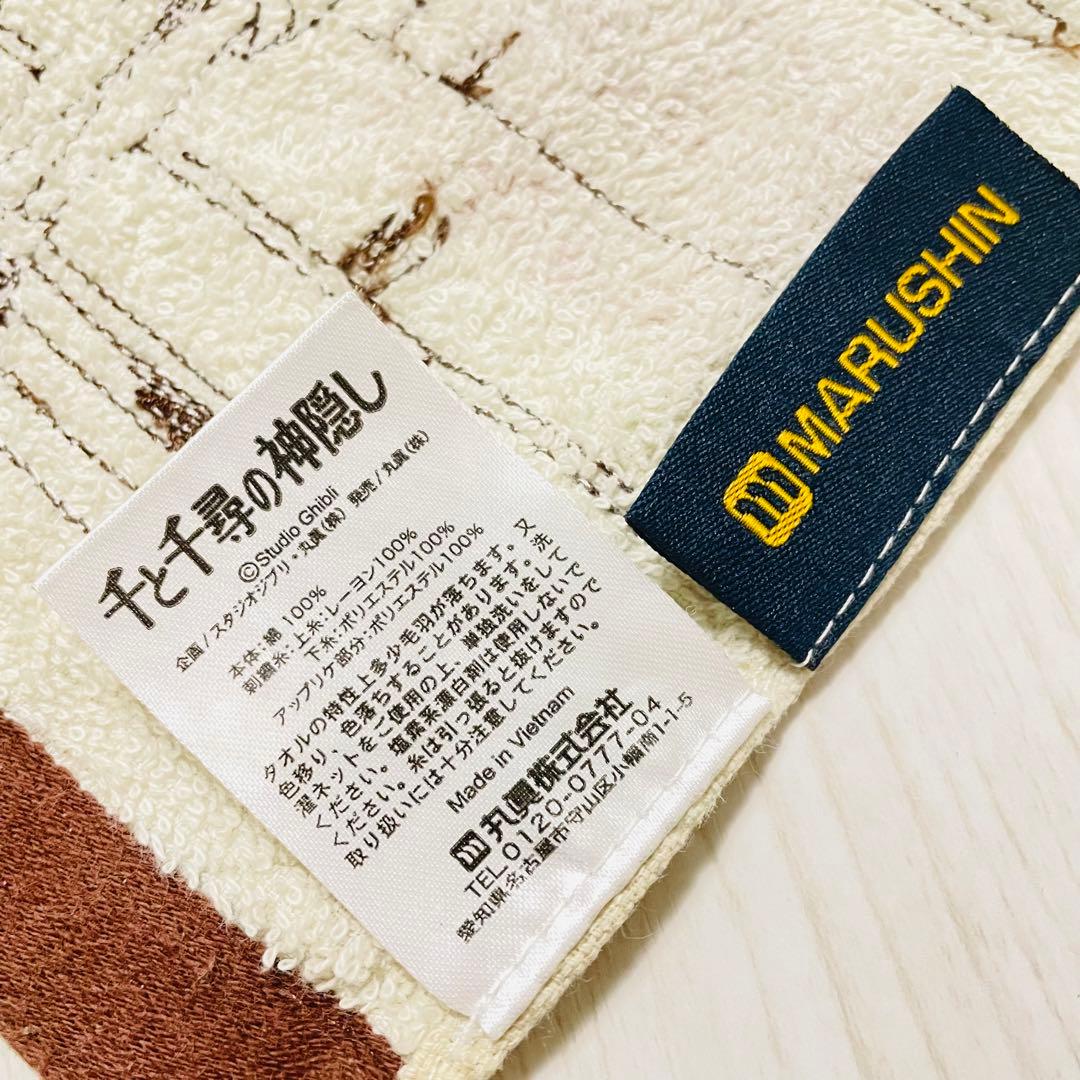 千と千尋の神隠し
©Studio Ghibli
企画/スタジオジブリ・丸眞(株) 発売/丸眞(株)
本体:綿 100%
刺繍糸:上糸:レーヨン100%
下糸:ポリエステル100%
アップリケ部分:ポリエステル100%
タオルの特性上多少毛羽が落ちます。又
色移り、色落ちすることがあります。洗
濯ネットをご使用の上、単独洗いをして
ください。塩素系漂白剤は使用しないで
ください。糸は引っ張ると抜けますので
取り扱いには十分注意してください。
Made in Vietnam
丸眞株式会社
TEL.0120-0777-04
愛知県名古屋市守山区小幡南1-1-5
MARUSHIN